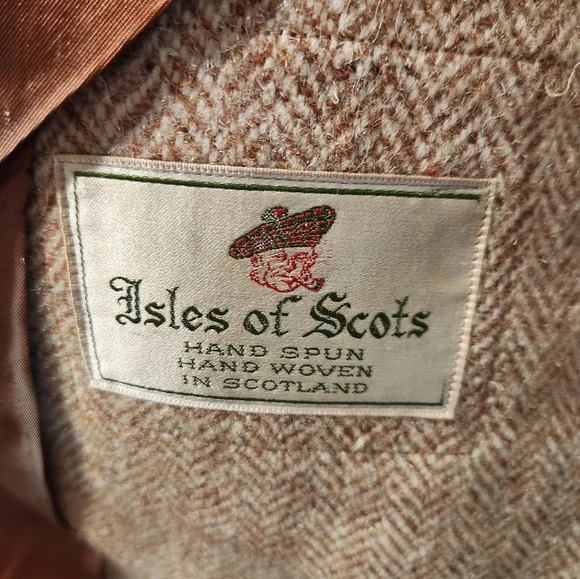 Isles of Scots
HAND SPUN
HAND WOVEN
IN SCOTLAND